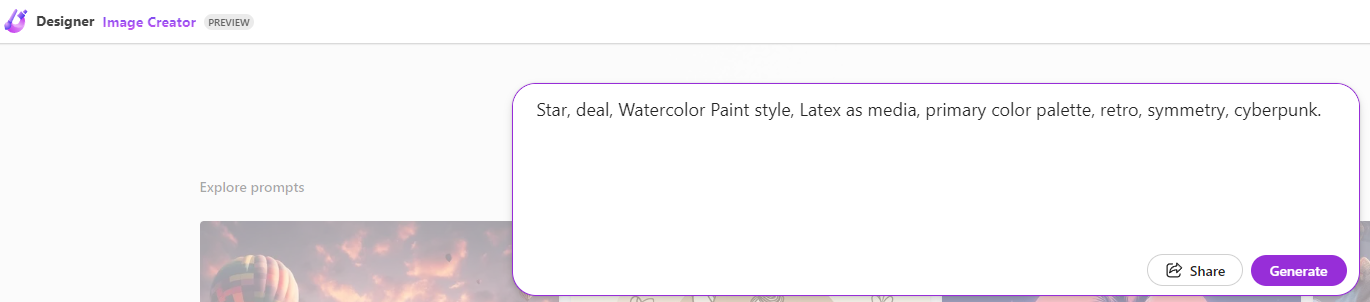 Designer Image Creator PREVIEW
Star, deal, Watercolor Paint style, Latex as media, primary color palette, retro, symmetry, cyberpunk.
Explore prompts
Share Generate